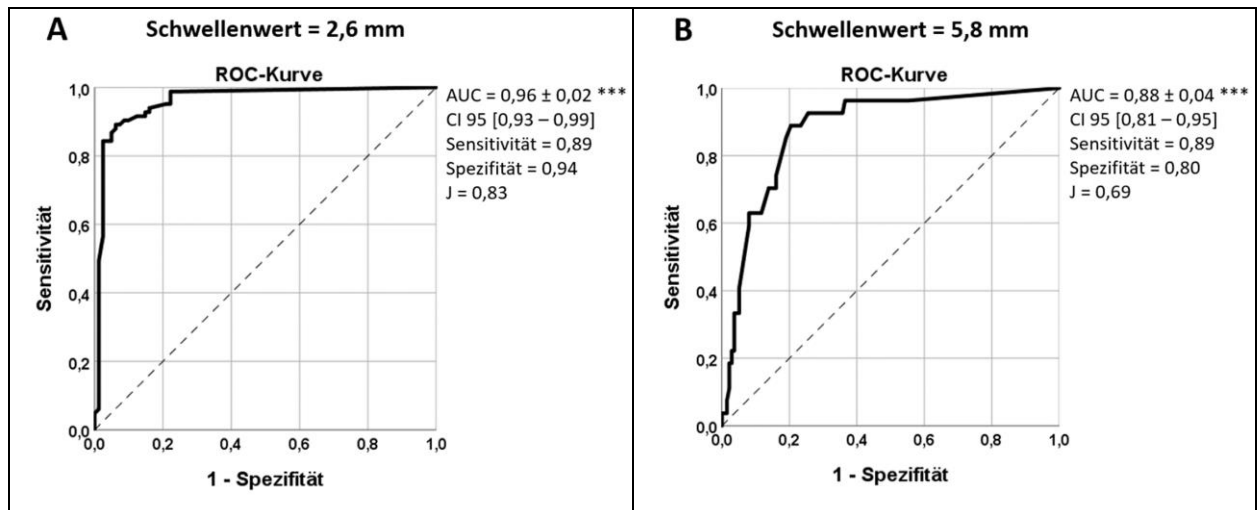 A
Schwellenwert = 2,6 mm
ROC-Kurve
1,0
0,8
0,6
0,4
0,2
0,0
Sensitivität
0,0 0,2 0,4 0,6 0,8 1,0
1 - Spezifität
AUC = 0,96 ± 0,02 ***
CI 95 [0,93 – 0,99]
Sensitivität = 0,89
Spezifität = 0,94
J = 0,83
B
Schwellenwert = 5,8 mm
ROC-Kurve
1,0
0,8
0,6
0,4
0,2
0,0
Sensitivität
0,0 0,2 0,4 0,6 0,8 1,0
1 - Spezifität
AUC = 0,88 ± 0,04 ***
CI 95 [0,81 – 0,95]
Sensitivität = 0,89
Spezifität = 0,80
J = 0,69